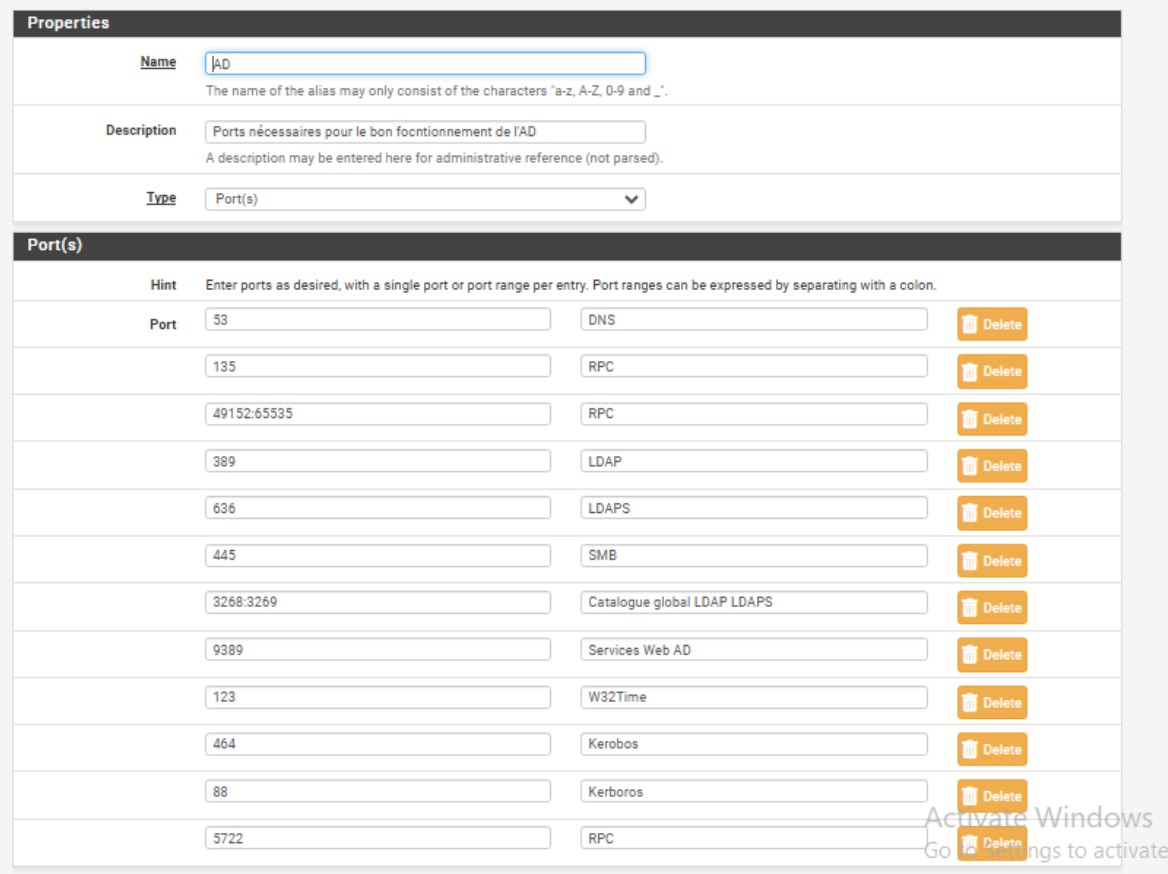 Properties
Name AD
The name of the alias may only consist of the characters "a-z, A-Z, 0-9 and _".
Description Ports nécessaires pour le bon focntionnement de l'AD
A description may be entered here for administrative reference (not parsed).
Type Port(s)
Port(s)
Hint Enter ports as desired, with a single port or port range per entry. Port ranges can be expressed by separating with a colon.
Port 53 DNS Delete
135 RPC Delete
49152:65535 RPC Delete
389 LDAP Delete
636 LDAPS Delete
445 SMB Delete
3268:3269 Catalogue global LDAP LDAPS Delete
9389 Services Web AD Delete
123 W32Time Delete
464 Kerobos Delete
88 Kerboros Delete
Activate Windows
5722 RPC Delete
Go to Settings to activate